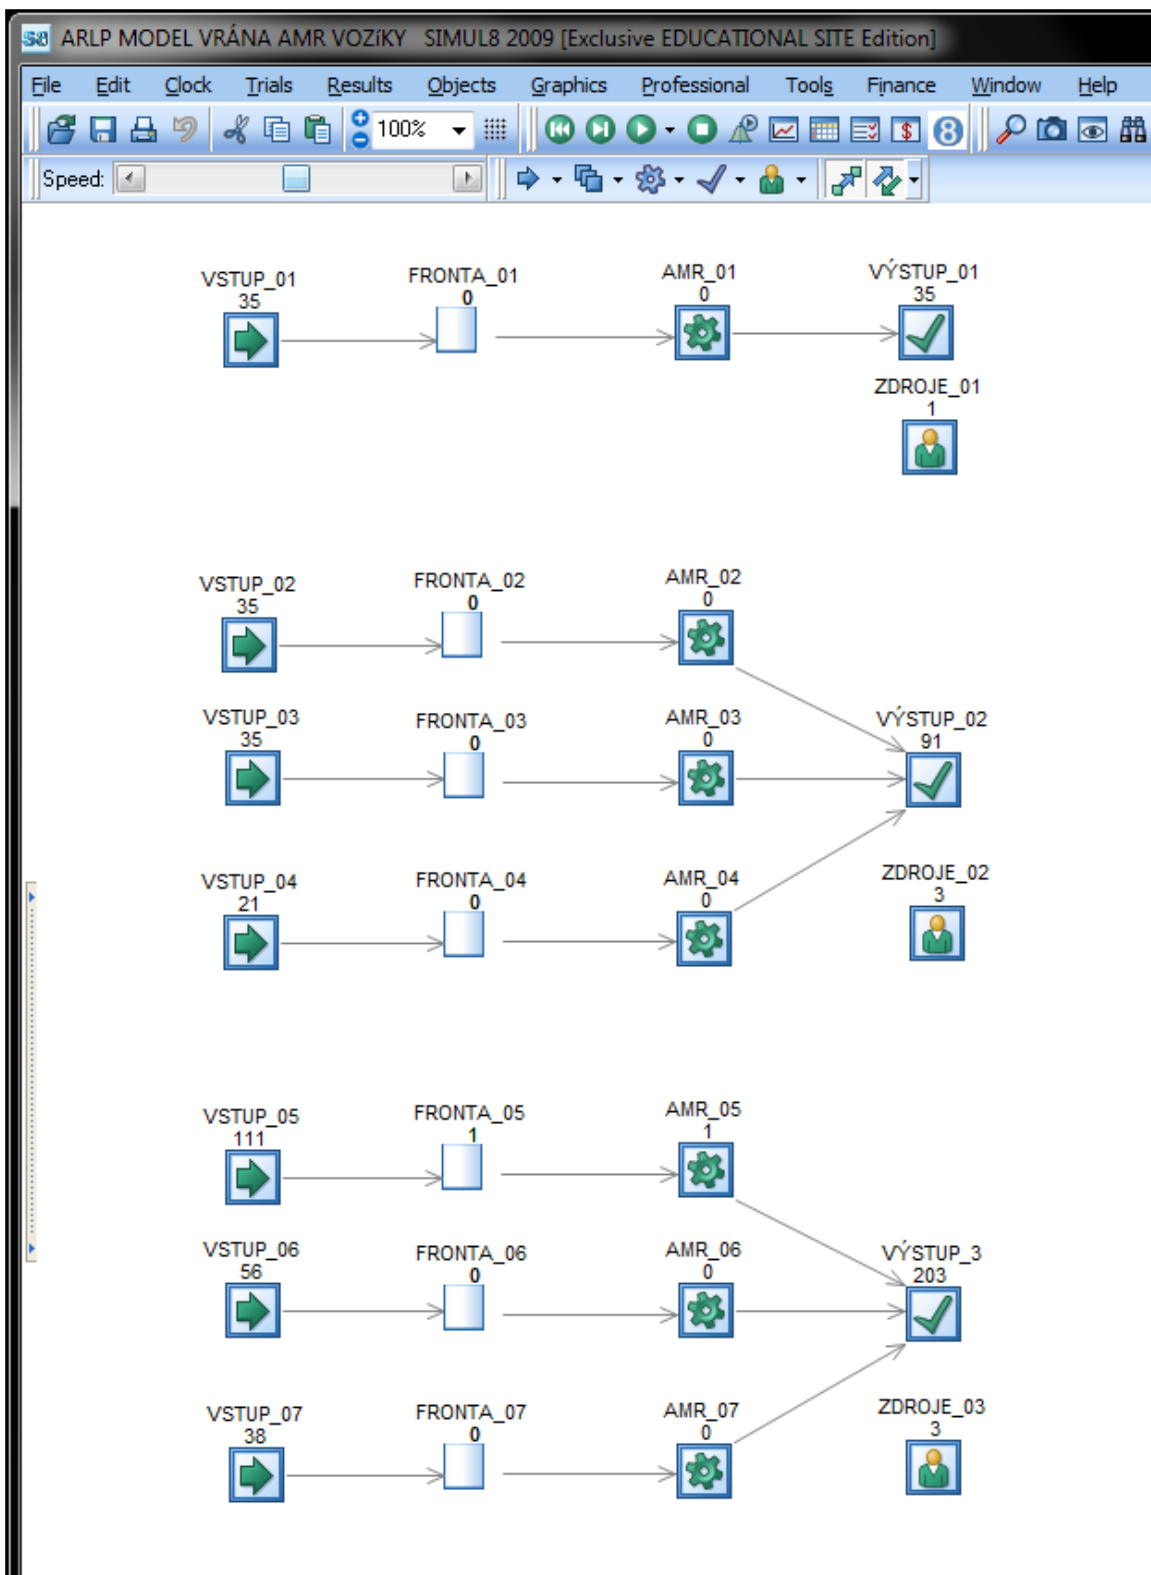 ARLP MODEL VRÁNA AMR VOZíKY SIMUL8 2009 [Exclusive EDUCATIONAL SITE Edition]
File Edit Clock Trials Results Objects Graphics Professional Tools Finance Window Help
100%
Speed:
VSTUP_01 FRONTA_01 AMR_01 VÝSTUP_01
35 0 0 35
ZDROJE_01
1
VSTUP_02 FRONTA_02 AMR_02
35 0 0
VSTUP_03 FRONTA_03 AMR_03 VÝSTUP_02
35 0 0 91
VSTUP_04 FRONTA_04 AMR_04 ZDROJE_02
21 0 0 3
VSTUP_05 FRONTA_05 AMR_05
111 1 1
VSTUP_06 FRONTA_06 AMR_06 VÝSTUP_3
56 0 0 203
VSTUP_07 FRONTA_07 AMR_07 ZDROJE_03
38 0 0 3